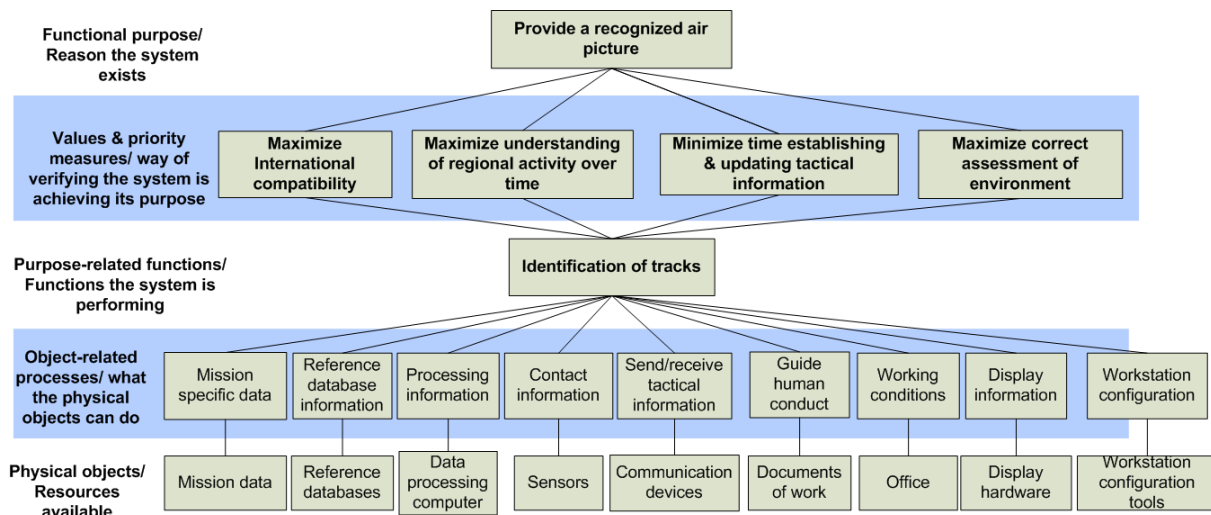 Functional purpose/
Reason the system
exists
Provide a recognized air
picture
Values & priority
measures/ way of
verifying the system is
achieving its purpose
Maximize
International
compatibility
Maximize understanding
of regional activity over
time
Minimize time establishing
& updating tactical
information
Maximize correct
assessment of
environment
Purpose-related functions/
Functions the system is
performing
Identification of tracks
Object-related
processes/ what
the physical
objects can do
Mission
specific data
Reference
database
information
Processing
information
Contact
information
Send/receive
tactical
information
Guide
human
conduct
Working
conditions
Display
information
Workstation
configuration
Physical objects/
Resources
available
Mission data
Reference
databases
Data
processing
computer
Sensors
Communication
devices
Documents
of work
Office
Display
hardware
Workstation
configuration
tools